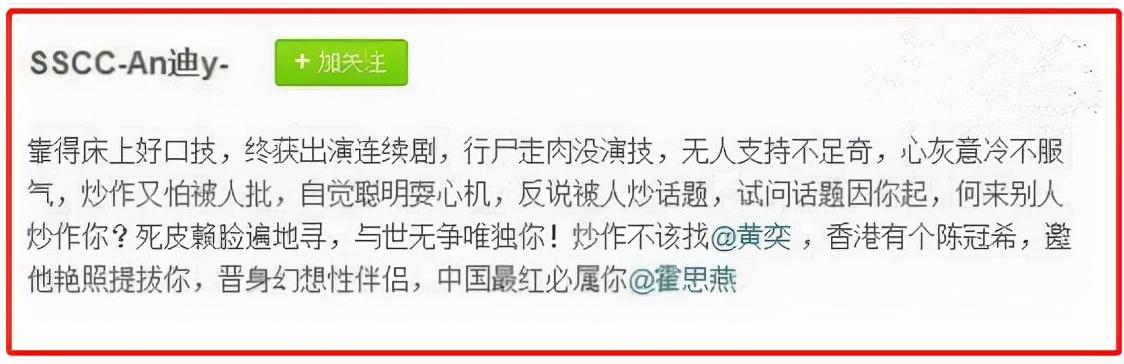 SSCC-An迪y-
+ 加关注
靠得床上好口技，终获出演连续剧，行尸走肉没演技，无人支持不足奇，心灰意冷不服
气，炒作又怕被人批，自觉聪明耍心机，反说被人炒话题，试问话题因你起，何来别人
炒作你？死皮赖脸遍地寻，与世无争唯独你！炒作不该找@黄奕 ，香港有个陈冠希，邀
他艳照提拔你，晋身幻想性伴侣，中国最红必属你@霍思燕